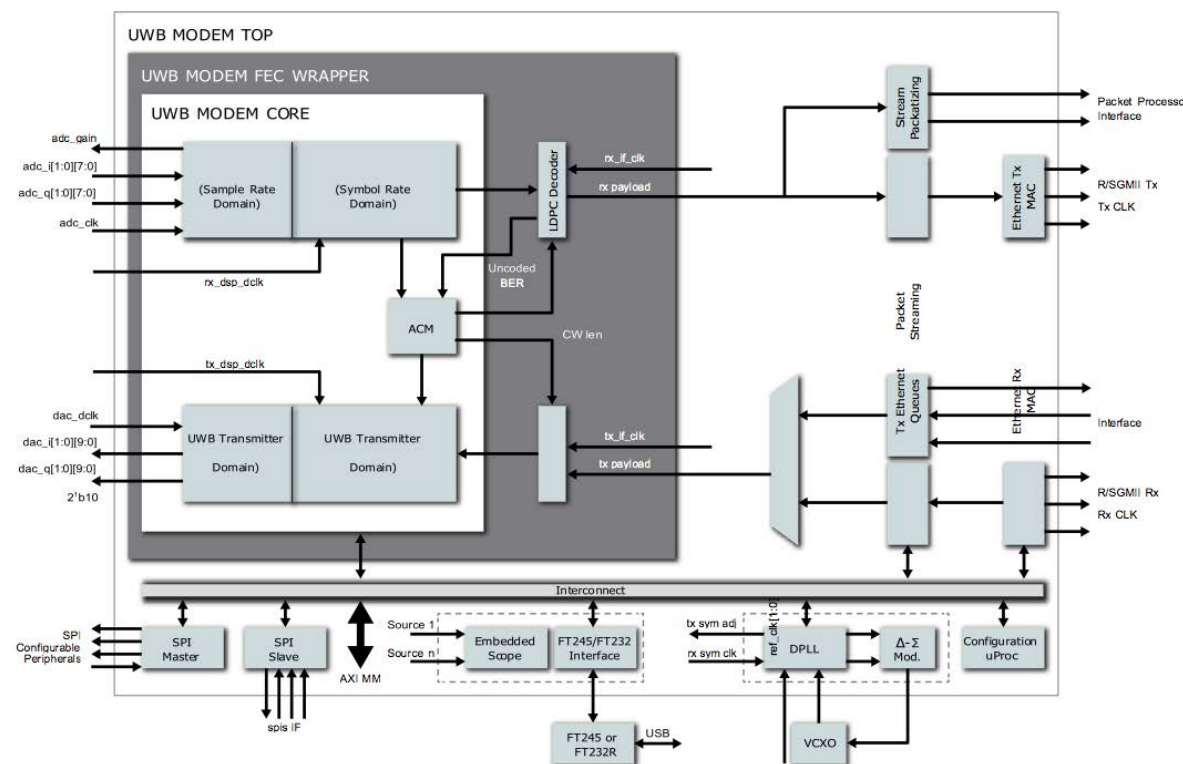 UWB MODEM TOP
UWB MODEM FEC WRAPPER
UWB MODEM CORE
adc_gain
adc_i[1:0][7:0]
adc_q[1:0][7:0]
adc_clk
(Sample Rate
Domain)
(Symbol Rate
Domain)
rx_dsp_dclk
LDPC Decoder
rx_if_clk
rx payload
Uncoded
BER
ACM
CW len
Stream
Packatizing
Packet Processo
Interface
Ethernet Tx
MAC
R/SGMII Tx
Tx CLK
Packet
Streaming
tx_dsp_dclk
dac_dclk
dac_i[1:0][9:0]
dac_q[1:0][9:0]
2'b10
UWB Transmitter
Domain)
UWB Transmitter
Domain)
tx_if_clk
tx payload
Tx Ethernet
Queues
Ethernet Rx
MAC
Interface
R/SGMII Rx
Rx CLK
Interconnect
SPI
Configurable
Peripherals
SPI
Master
SPI
Slave
spis IF
AXI MM
Source 1
Source n
Embedded
Scope
FT245/FT232
Interface
FT245 or
FT232R
USB
tx sym adj
rx sym clk
ref_clk[1:0]
DPLL
Δ-Σ
Mod.
VCXO
Configuration
uProc